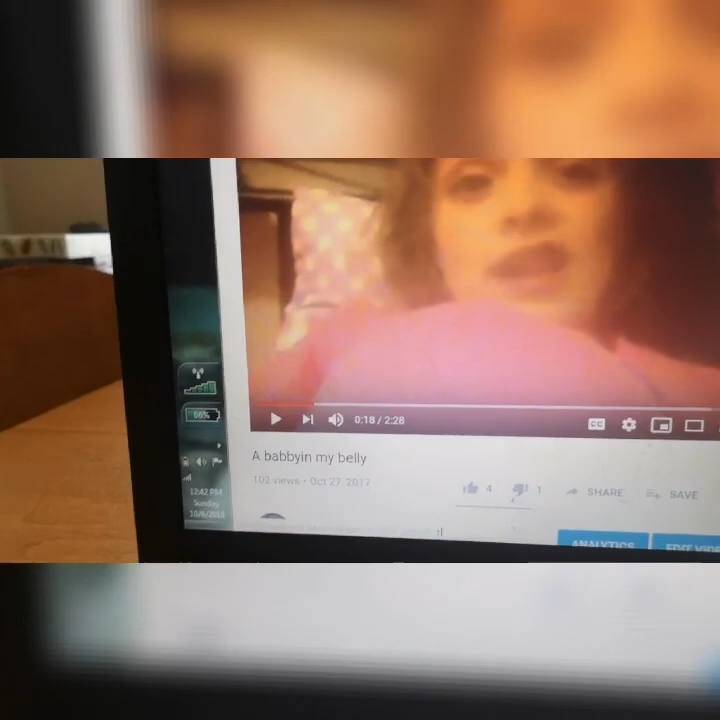 66%
12:42 PM
Sunday
0:18 / 2:28
CC
A babbyin my belly
102 views • Oct 27, 2017
4
1
SHARE
SAVE
ANALYTICS